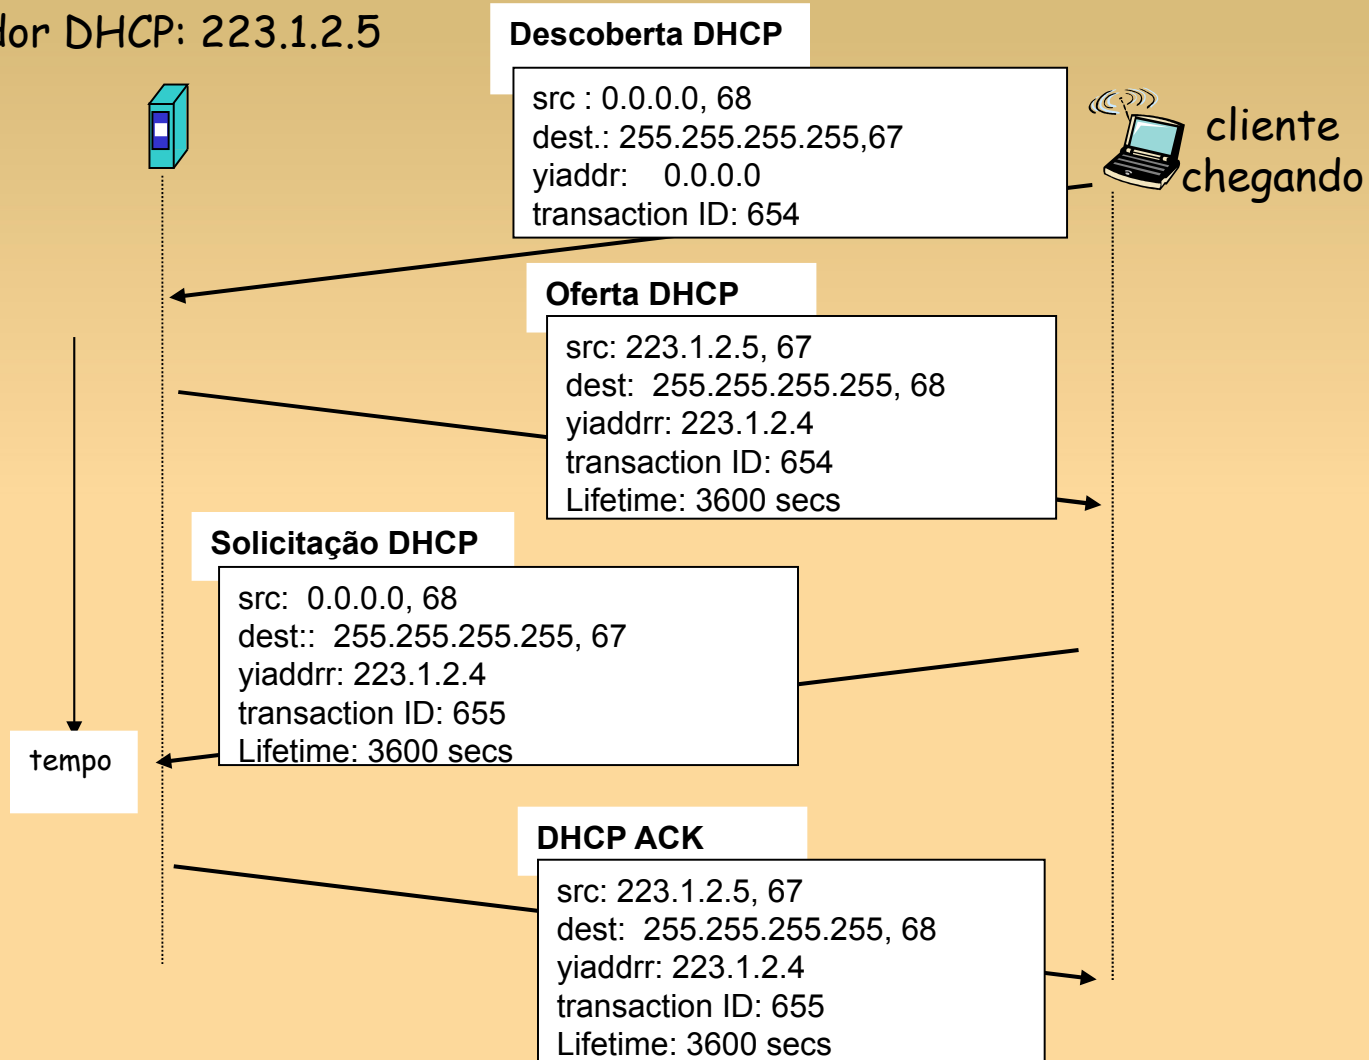 DHCP: 223.1.2.5
Descoberta DHCP
src : 0.0.0.0, 68
dest.: 255.255.255.255,67
yiaddr: 0.0.0.0
transaction ID: 654
cliente
chegando
Oferta DHCP
src: 223.1.2.5, 67
dest: 255.255.255.255, 68
yiaddrr: 223.1.2.4
transaction ID: 654
Lifetime: 3600 secs
Solicitação DHCP
src: 0.0.0.0, 68
dest:: 255.255.255.255, 67
yiaddrr: 223.1.2.4
transaction ID: 655
Lifetime: 3600 secs
tempo
DHCP ACK
src: 223.1.2.5, 67
dest: 255.255.255.255, 68
yiaddrr: 223.1.2.4
transaction ID: 655
Lifetime: 3600 secs